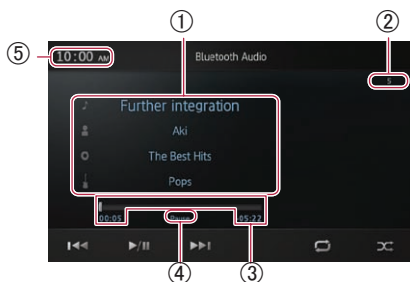 ①
②
⑤
10:00 AM
Bluetooth Audio
S
Further integration
Aki
The Best Hits
Pops
00:05 Pause -05:22
④
③